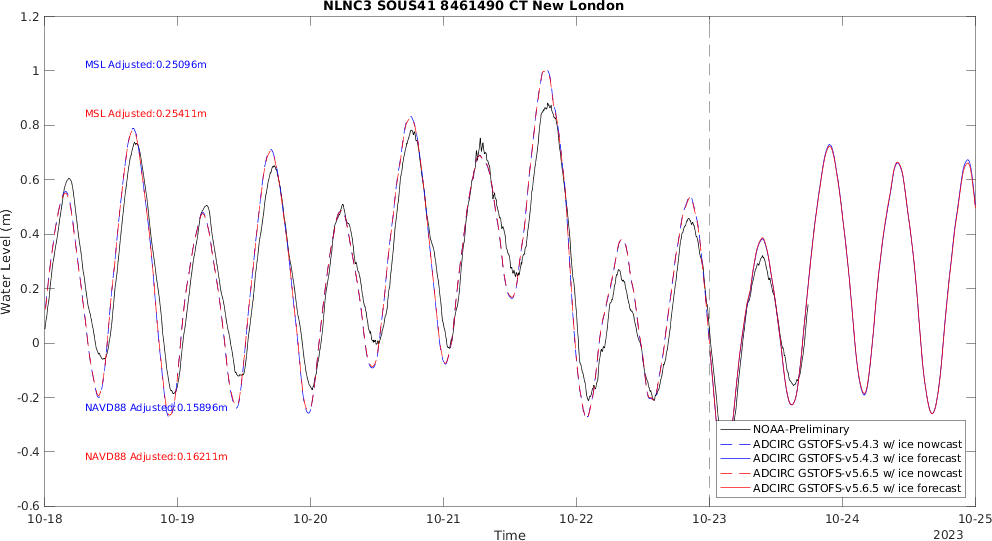 NLNC3 SOUS41 8461490 CT New London
1.2
1
0.8
0.6
0.4
0.2
0
-0.2
-0.4
-0.6
Water Level (m)
MSL Adjusted:0.25096m
MSL Adjusted:0.25411m
NAVD88 Adjusted:0.15896m
NAVD88 Adjusted:0.16211m
NOAA-Preliminary
ADCIRC GSTOFS-v5.4.3 w/ ice nowcast
ADCIRC GSTOFS-v5.4.3 w/ ice forecast
ADCIRC GSTOFS-v5.6.5 w/ ice nowcast
ADCIRC GSTOFS-v5.6.5 w/ ice forecast
10-18 10-19 10-20 10-21 10-22 10-23 10-24 10-25
Time
2023